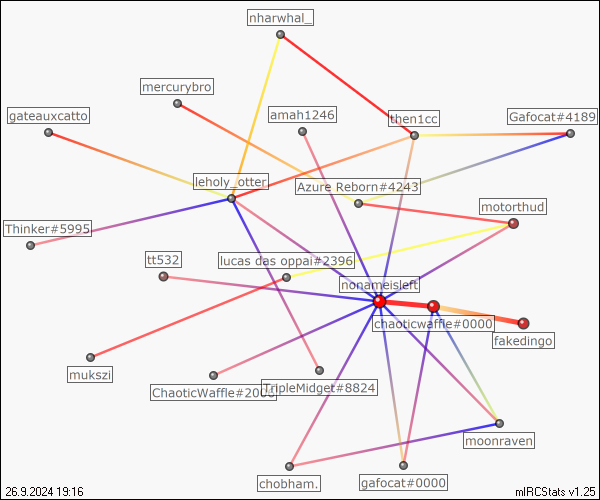 nharwhal_
mercurybro
gateauxcatto
amah1246
then1cc
Gafocat#4189
leholy_otter
Azure Reborn#4243
motorthud
Thinker#5995
tt532
lucas das oppai#2396
nonameisleft
chaoticwaffle#0000
fakedingo
mukszi
TripleMidget#8824
moonraven
chobham.
gafocat#0000
26.9.2024 19:16
mIRCStats v1.25